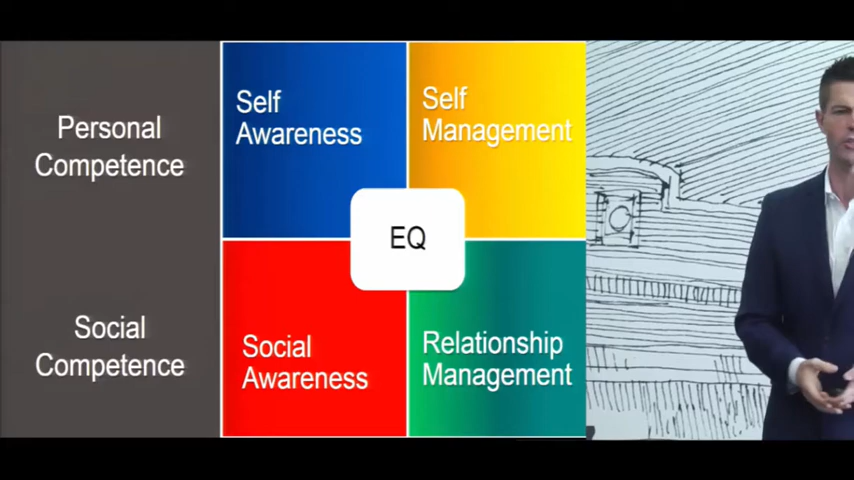 Personal
Competence
Self
Awareness
Self
Management
EQ
Social
Competence
Social
Awareness
Relationship
Management